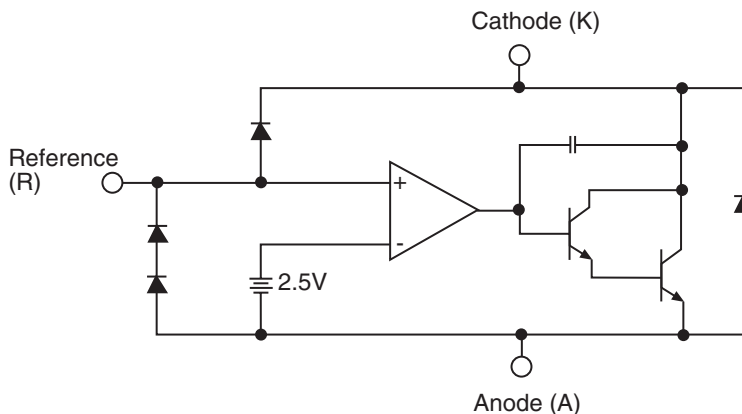 Cathode (K)
Reference
(R)
+
-
2.5V
Anode (A)